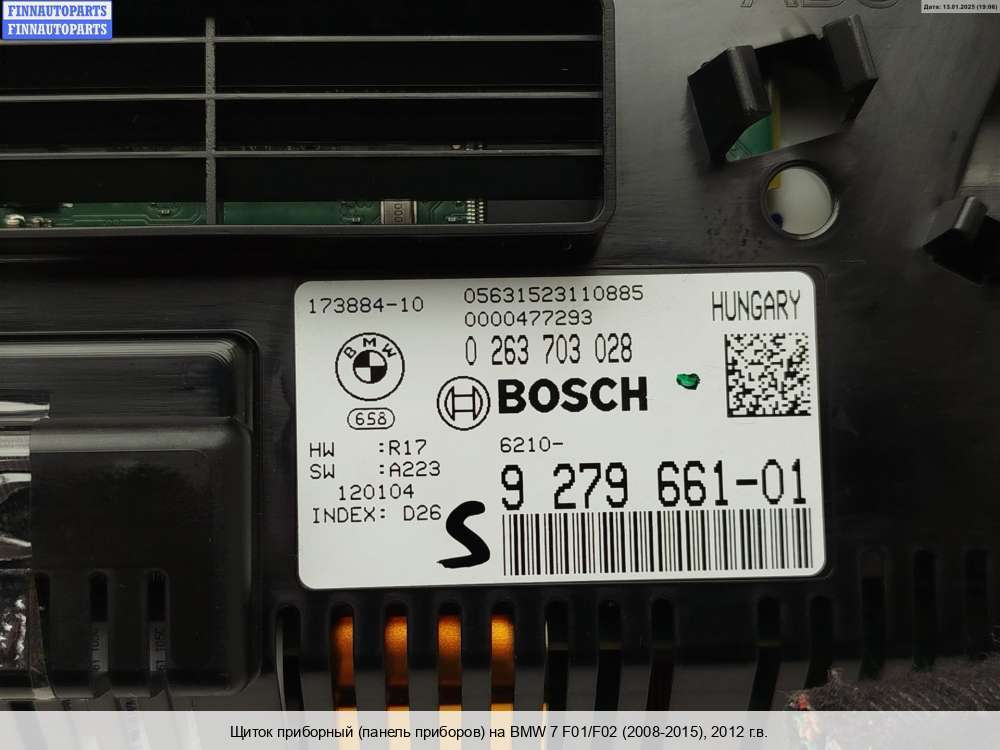 FINNAUTOPARTS
FINNAUTOPARTS
Дата: 13.01.2025 (19:06)
173884-10
05631523110885
0000477293
HUNGARY
0 263 703 028
BMW
BOSCH
658
HW :R17
SW :A223
120104
INDEX: D26
6210-
9 279 661-01
S
Щиток приборный (панель приборов) на BMW 7 F01/F02 (2008-2015), 2012 г.в.